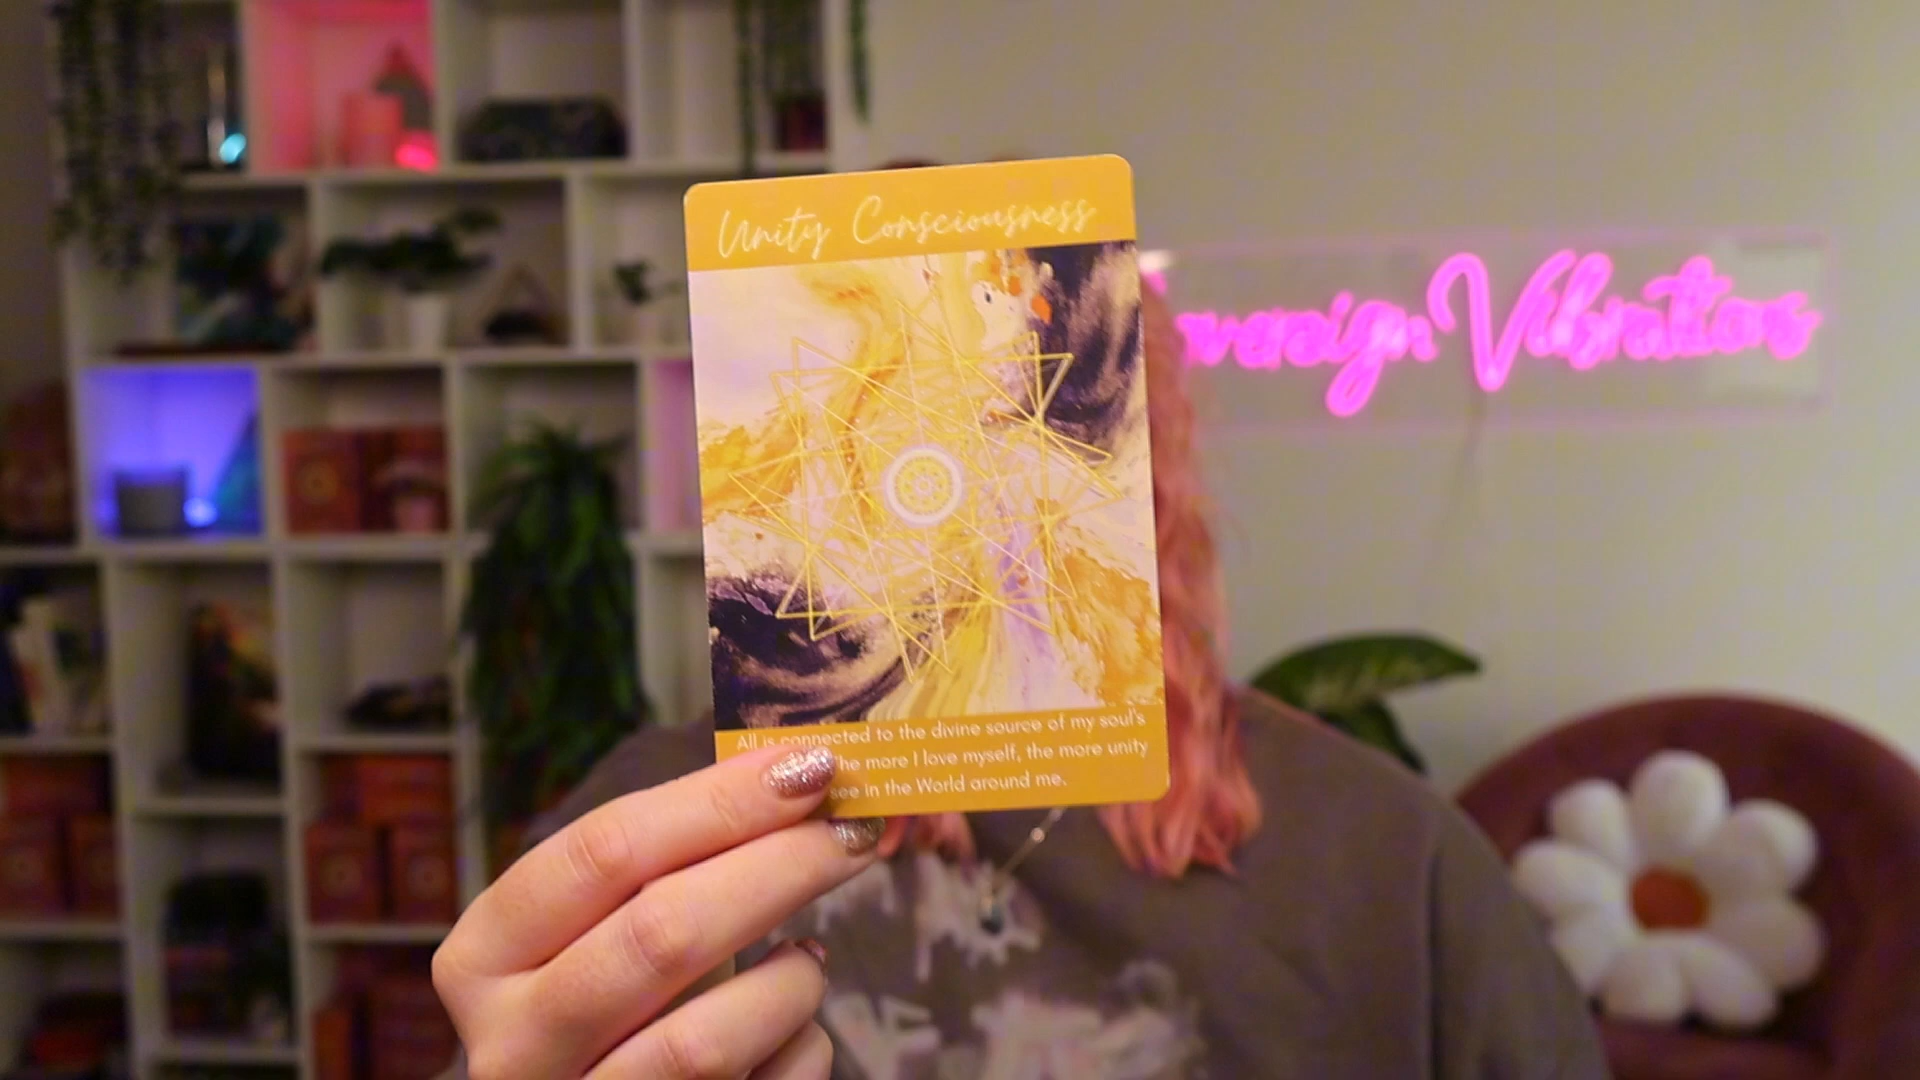 Unity Consciousness
All is connected to the divine source of my soul's
the more I love myself, the more unity
see in the World around me.
Sovereign Vibrations